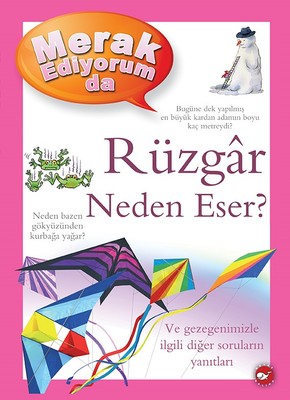 Merak
Ediyorum
da
Bugüne dek yapılmış
en büyük kardan adamın boyu
kaç metreydi?
Rüzgâr
Neden Eser?
Neden bazen
gökyüzünden
kurbağa yağar?
Ve gezegenimizle
ilgili diğer soruların
yanıtları